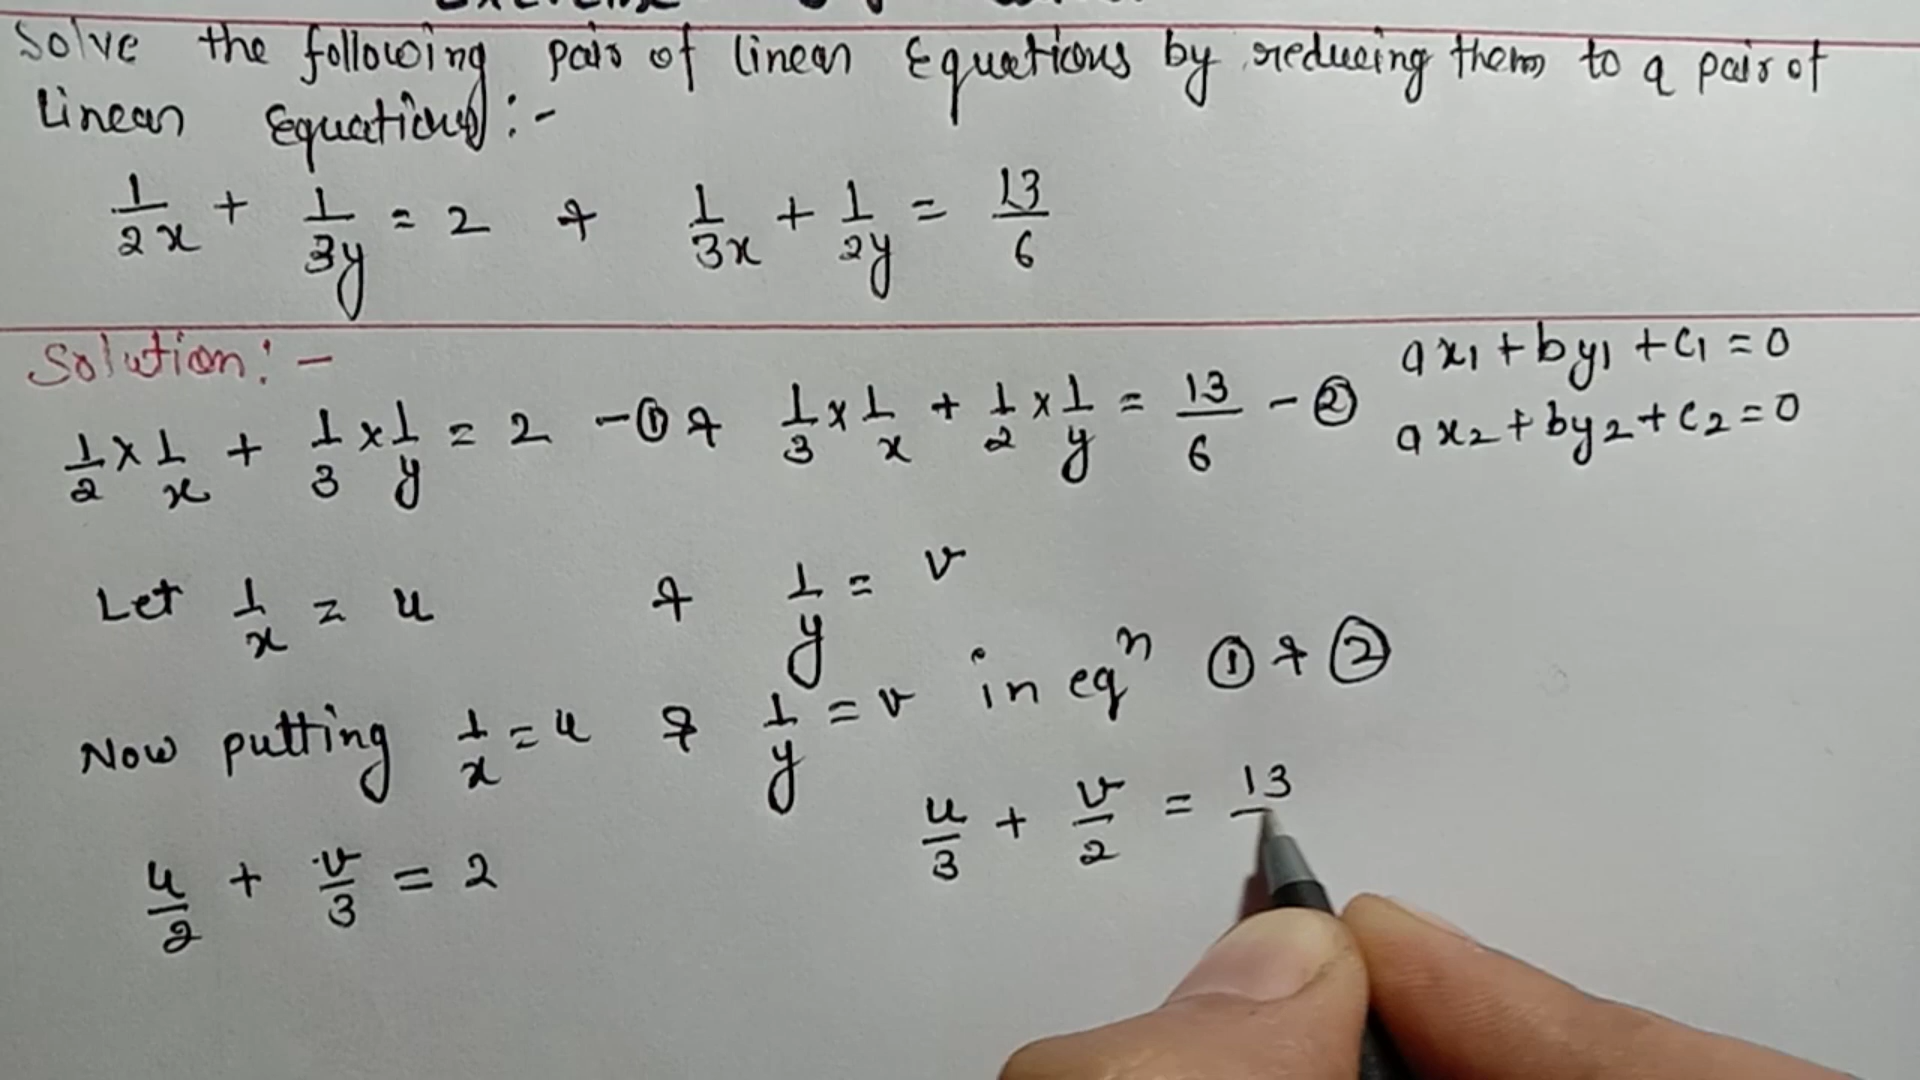 Solve the following pair of linear Equations by reducing them to a pair of
Linear Equations:-
1/2x + 1/3y = 2 & 1/3x + 1/2y = 13/6
Solution:-
ax₁ + by₁ + c₁ = 0
ax₂ + by₂ + c₂ = 0
1/2 × 1/x + 1/3 × 1/y = 2 - ① & 1/3 × 1/x + 1/2 × 1/y = 13/6 - ②
Let 1/x = u & 1/y = v
Now putting 1/x = u & 1/y = v in eqⁿ ① & ②
u/2 + v/3 = 2
u/3 + v/2 = 13